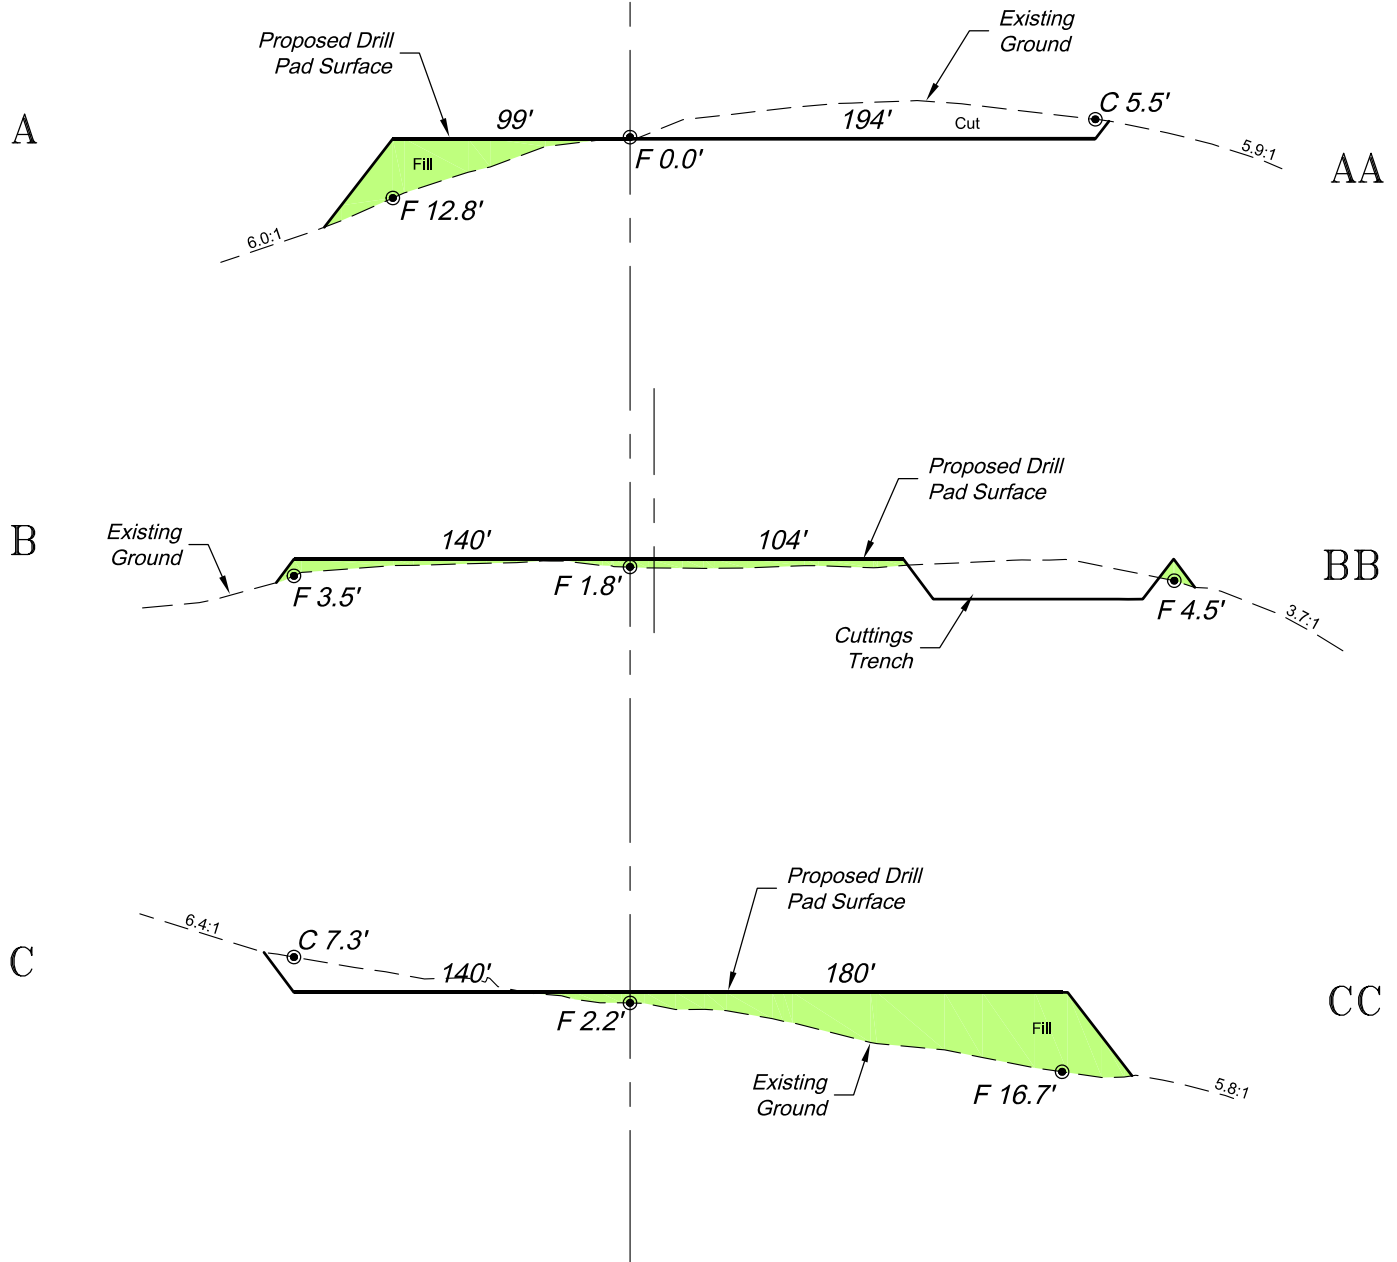 Existing
Ground
Proposed Drill
Pad Surface
C 5.5'
99'
194'
Cut
A
F 0.0'
5.9:1
Fill
AA
F 12.8'
6.0:1
Proposed Drill
Pad Surface
Existing
Ground
B
140'
104'
BB
F 3.5'
F 1.8'
F 4.5'
3.7:1
Cuttings
Trench
Proposed Drill
Pad Surface
6.4:1
C 7.3'
C
140'
180'
CC
F 2.2'
Fill
Existing
Ground
F 16.7'
5.8:1